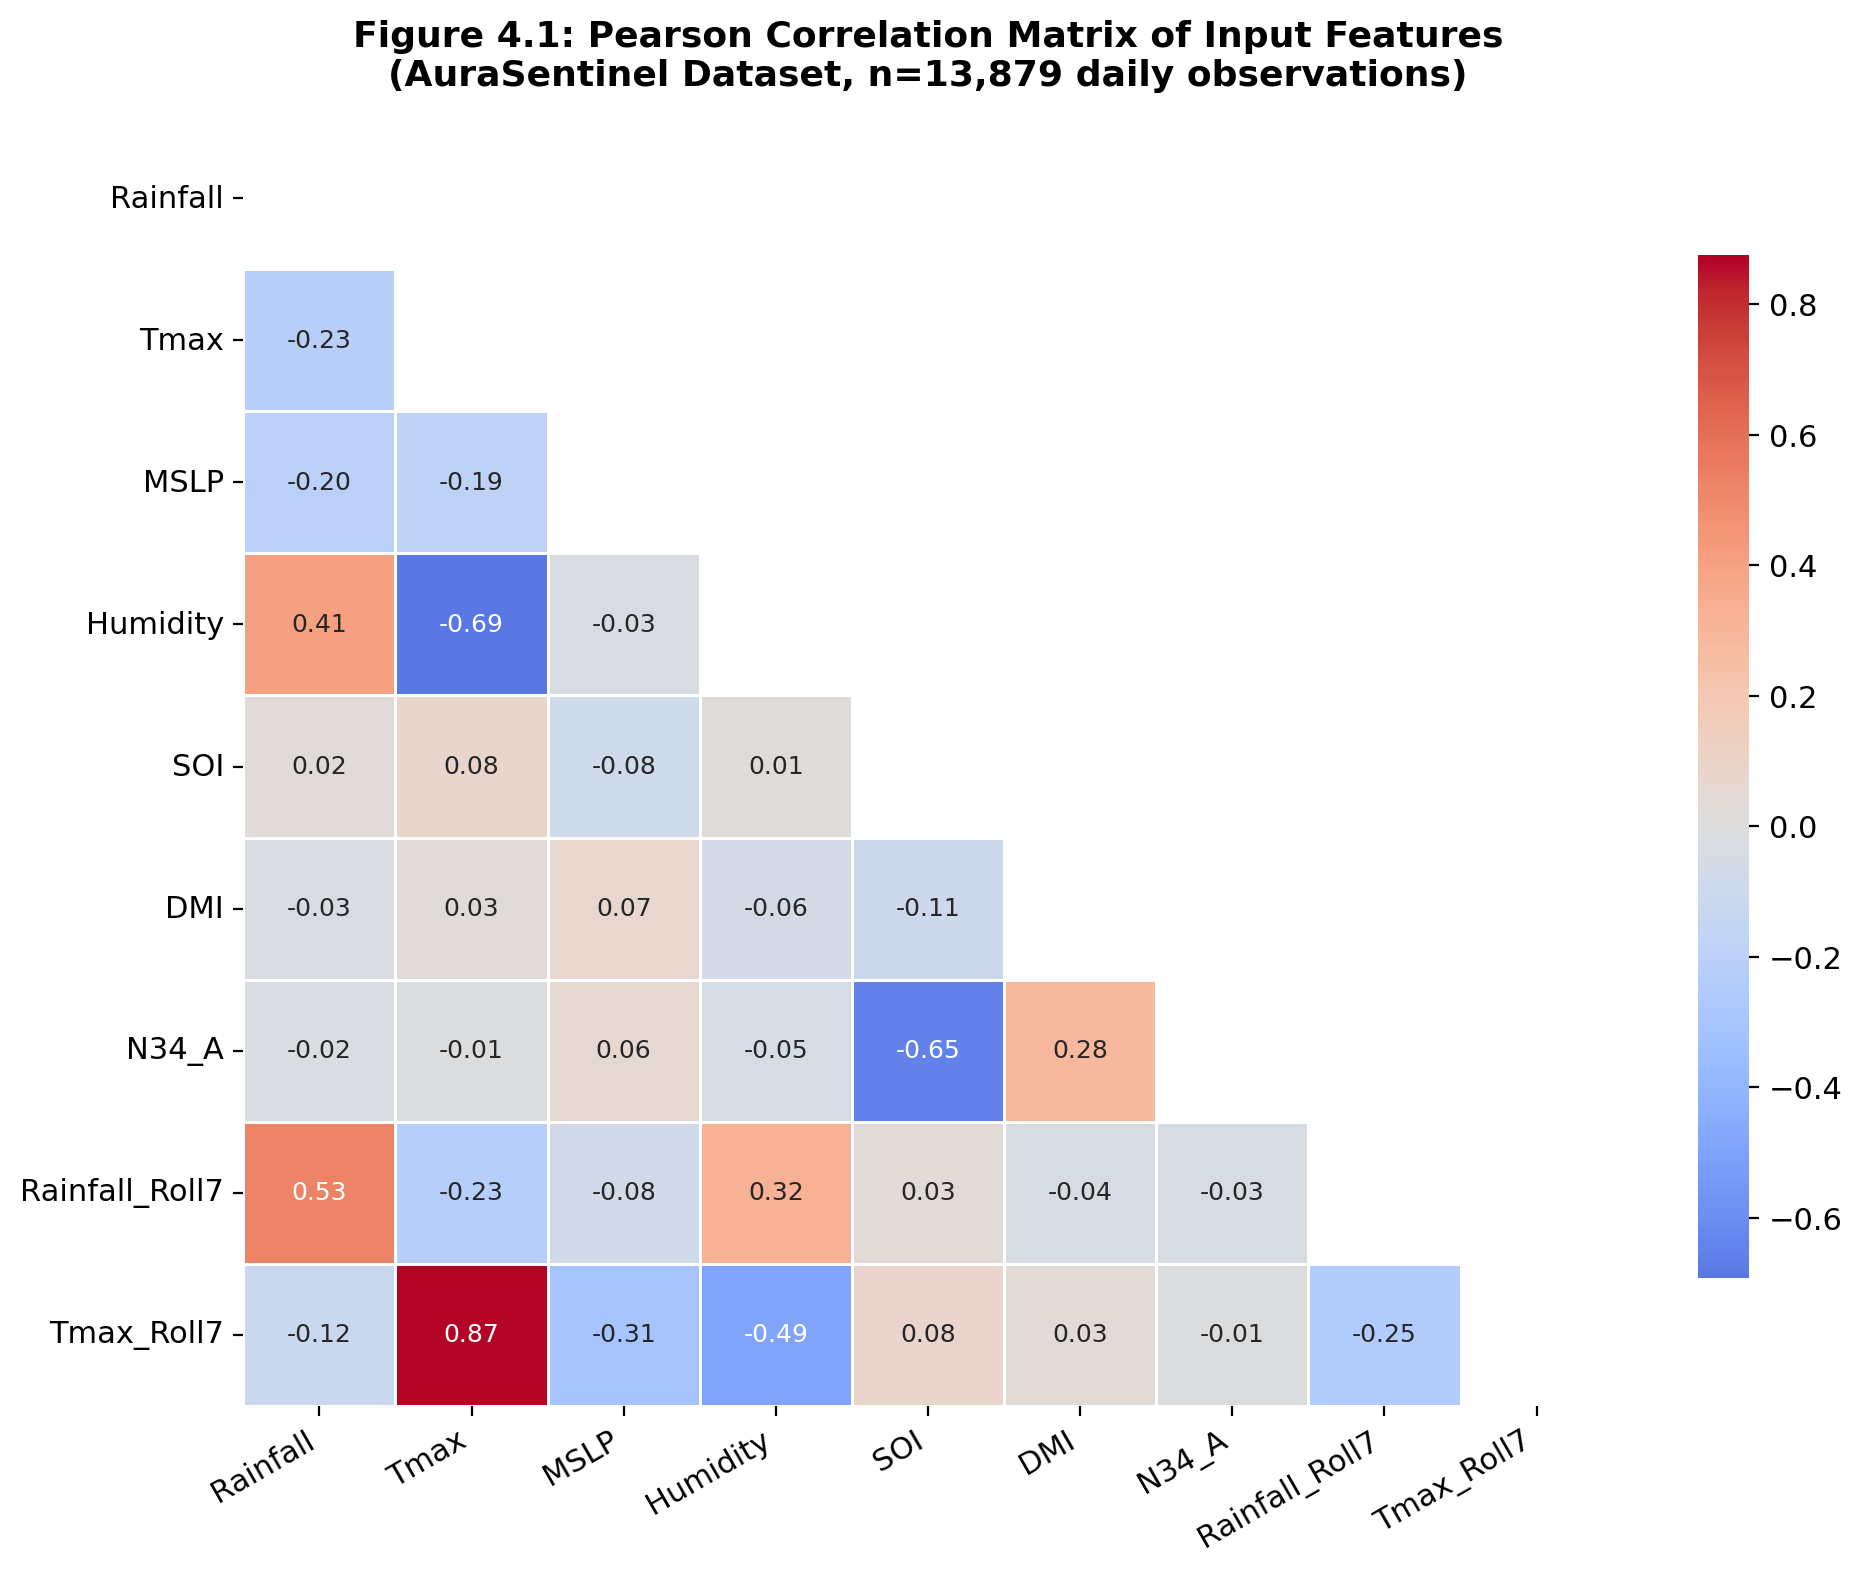 Figure 4.1: Pearson Correlation Matrix of Input Features
(AuraSentinel Dataset, n=13,879 daily observations)
Rainfall
Tmax -0.23
MSLP -0.20 -0.19
Humidity 0.41 -0.69 -0.03
SOI 0.02 0.08 -0.08 0.01
DMI -0.03 0.03 0.07 -0.06 -0.11
N34_A -0.02 -0.01 0.06 -0.05 -0.65 0.28
Rainfall_Roll7 0.53 -0.23 -0.08 0.32 0.03 -0.04 -0.03
Tmax_Roll7 -0.12 0.87 -0.31 -0.49 0.08 0.03 -0.01 -0.25
Rainfall Tmax MSLP Humidity SOI DMI N34_A Rainfall_Roll7 Tmax_Roll7
0.8
0.6
0.4
0.2
0.0
−0.2
−0.4
−0.6